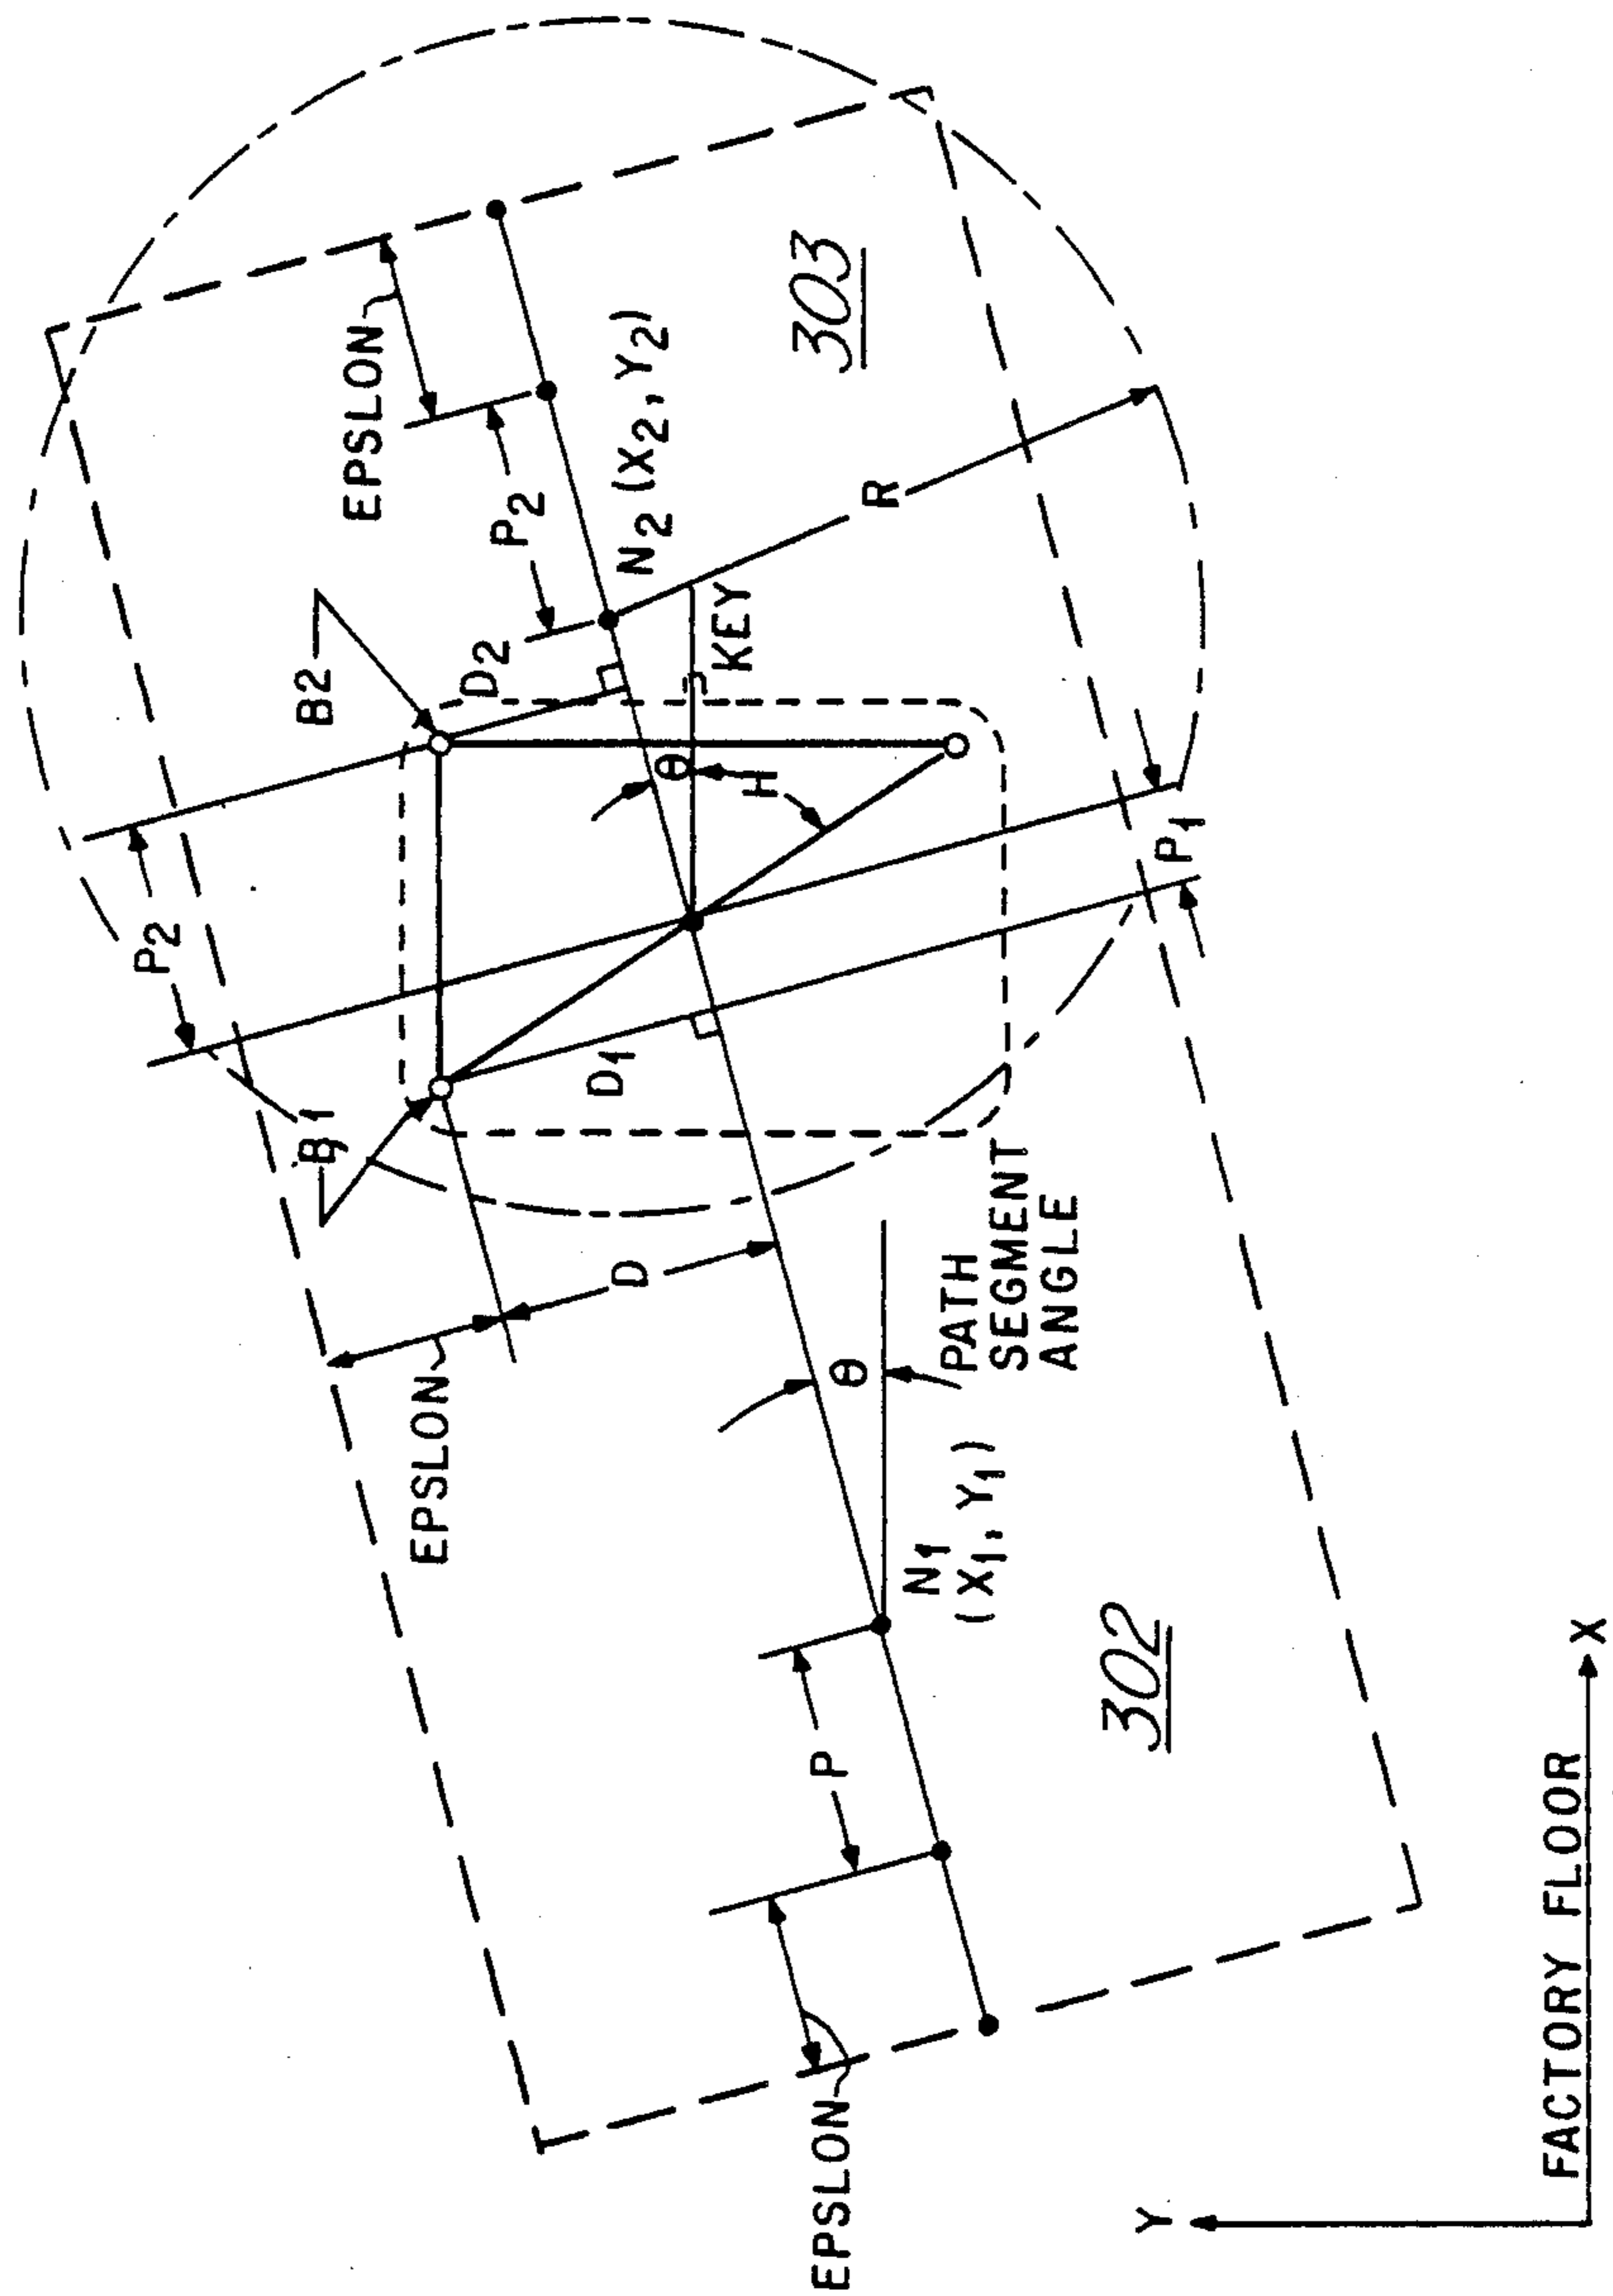 EPSLON
P2
N2 (X2, Y2)
303
B2
D2
R
KEY
θ
H
P2
P1
B1
D1
D
EPSLON
θ
PATH
SEGMENT
ANGLE
N1
(X1, Y1)
P
302
EPSLON
Y
X
FACTORY FLOOR